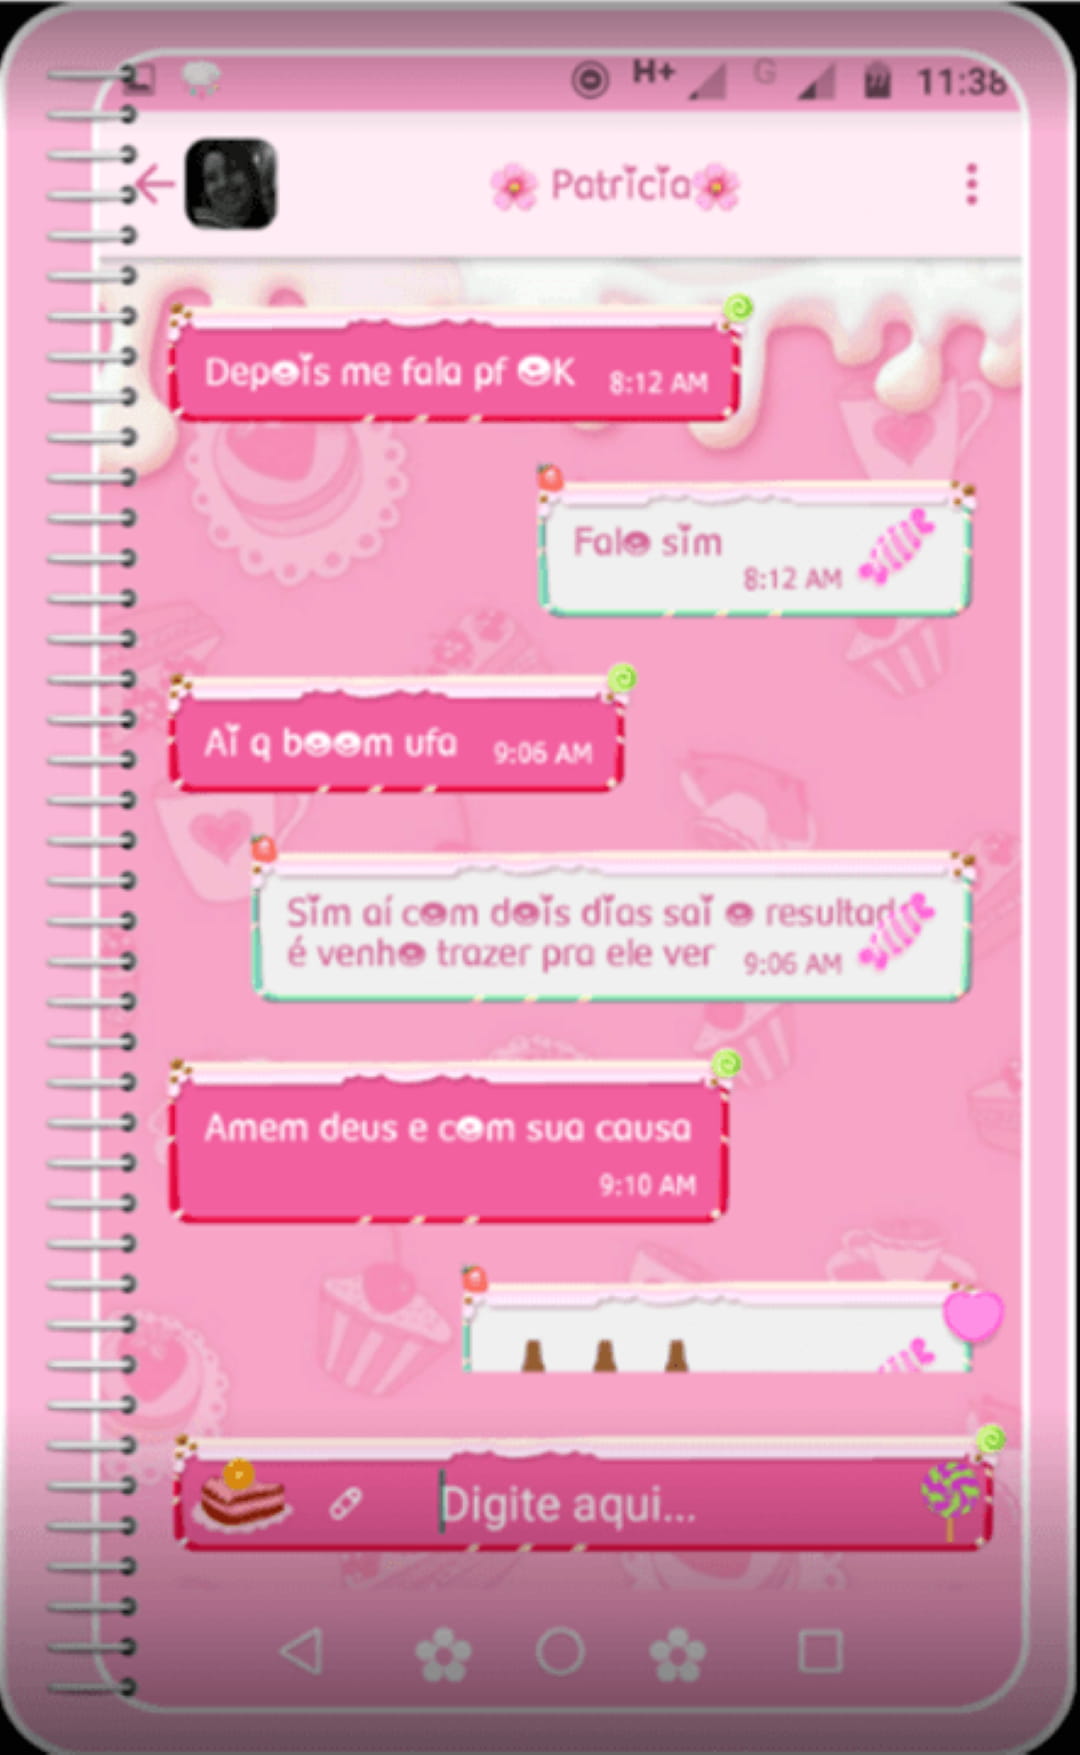 H+ G 11:38
Patricia
Depois me fala pf OK 8:12 AM
Falo sim
8:12 AM
Ai q boom ufa 9:06 AM
Sim aí com dois dias sai o resultado
é venho trazer pra ele ver 9:06 AM
Amem deus e com sua causa
9:10 AM
Digite aqui...